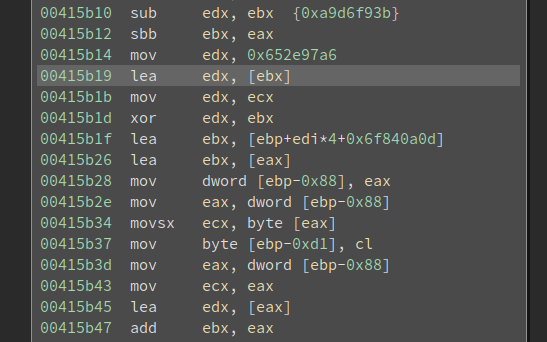 00415b10 sub edx, ebx {0xa9d6f93b}
00415b12 sbb ebx, eax
00415b14 mov edx, 0x652e97a6
00415b19 lea edx, [ebx]
00415b1b mov edx, ecx
00415b1d xor edx, ebx
00415b1f lea ebx, [ebp+edi*4+0x6f840a0d]
00415b26 lea ebx, [eax]
00415b28 mov dword [ebp-0x88], eax
00415b2e mov eax, dword [ebp-0x88]
00415b34 movsx ecx, byte [eax]
00415b37 mov byte [ebp-0xd1], cl
00415b3d mov eax, dword [ebp-0x88]
00415b43 mov ecx, eax
00415b45 lea edx, [eax]
00415b47 add ebx, eax